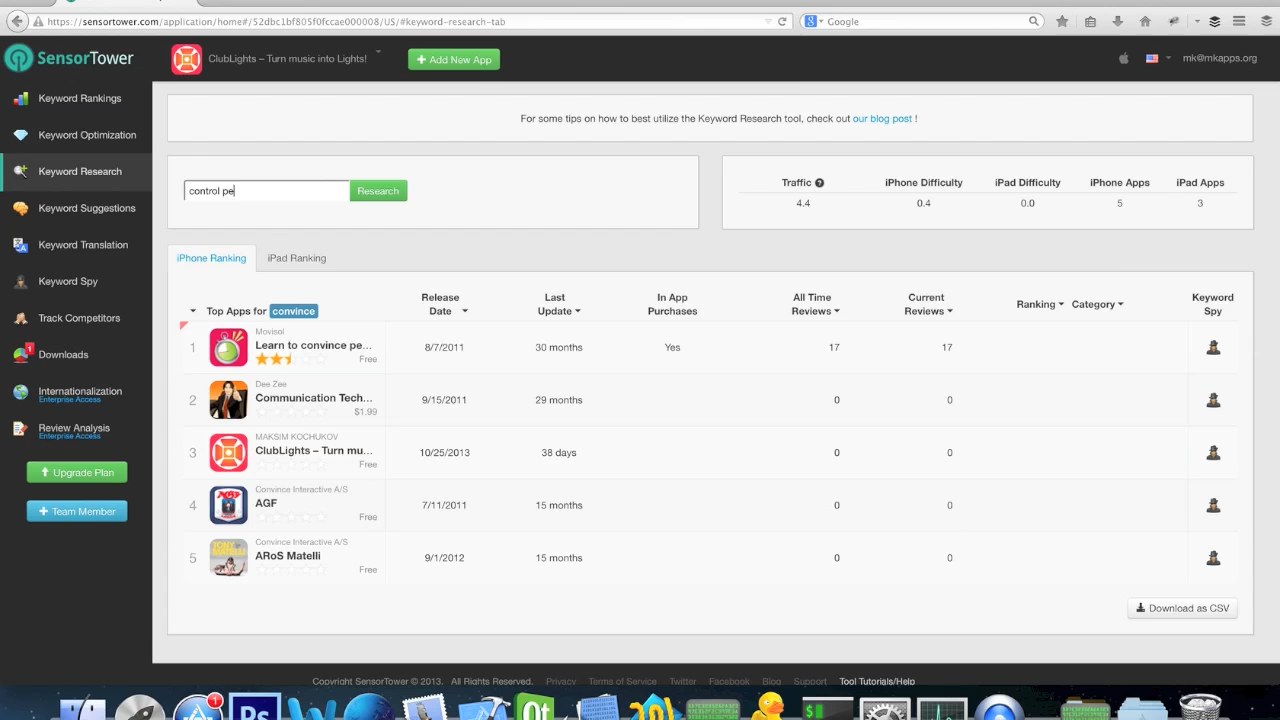 https://sensortower.com/application/home#/52dbc1bf805f0fccae000008/US/#keyword-research-tab
Google
SensorTower
ClubLights – Turn music into Lights!
+ Add New App
mk@mkapps.org
Keyword Rankings
Keyword Optimization
Keyword Research
Keyword Suggestions
Keyword Translation
Keyword Spy
Track Competitors
1
Downloads
Internationalization
Enterprise Access
Review Analysis
Enterprise Access
Upgrade Plan
+ Team Member
For some tips on how to best utilize the Keyword Research tool, check out our blog post !
control pe
Research
Traffic ? iPhone Difficulty iPad Difficulty iPhone Apps iPad Apps
4.4 0.4 0.0 5 3
iPhone Ranking iPad Ranking
Top Apps for convince
Release Date
Last Update
In App Purchases
All Time Reviews
Current Reviews
Ranking
Category
Keyword Spy
Movisol
1 Learn to convince pe... 8/7/2011 30 months Yes 17 17
Free
Dee Zee
2 Communication Tech... 9/15/2011 29 months 0 0
$1.99
MAKSIM KOCHUKOV
3 ClubLights – Turn mu... 10/25/2013 38 days 0 0
Free
Convince Interactive A/S
4 AGF 7/11/2011 15 months 0 0
Free
Convince Interactive A/S
5 ARoS Matelli 9/1/2012 15 months 0 0
Free
Download as CSV
Copyright SensorTower © 2013. All Rights Reserved. Privacy Terms of Service Twitter Facebook Blog Support Tool Tutorials/Help
1
Ps
Qt
$